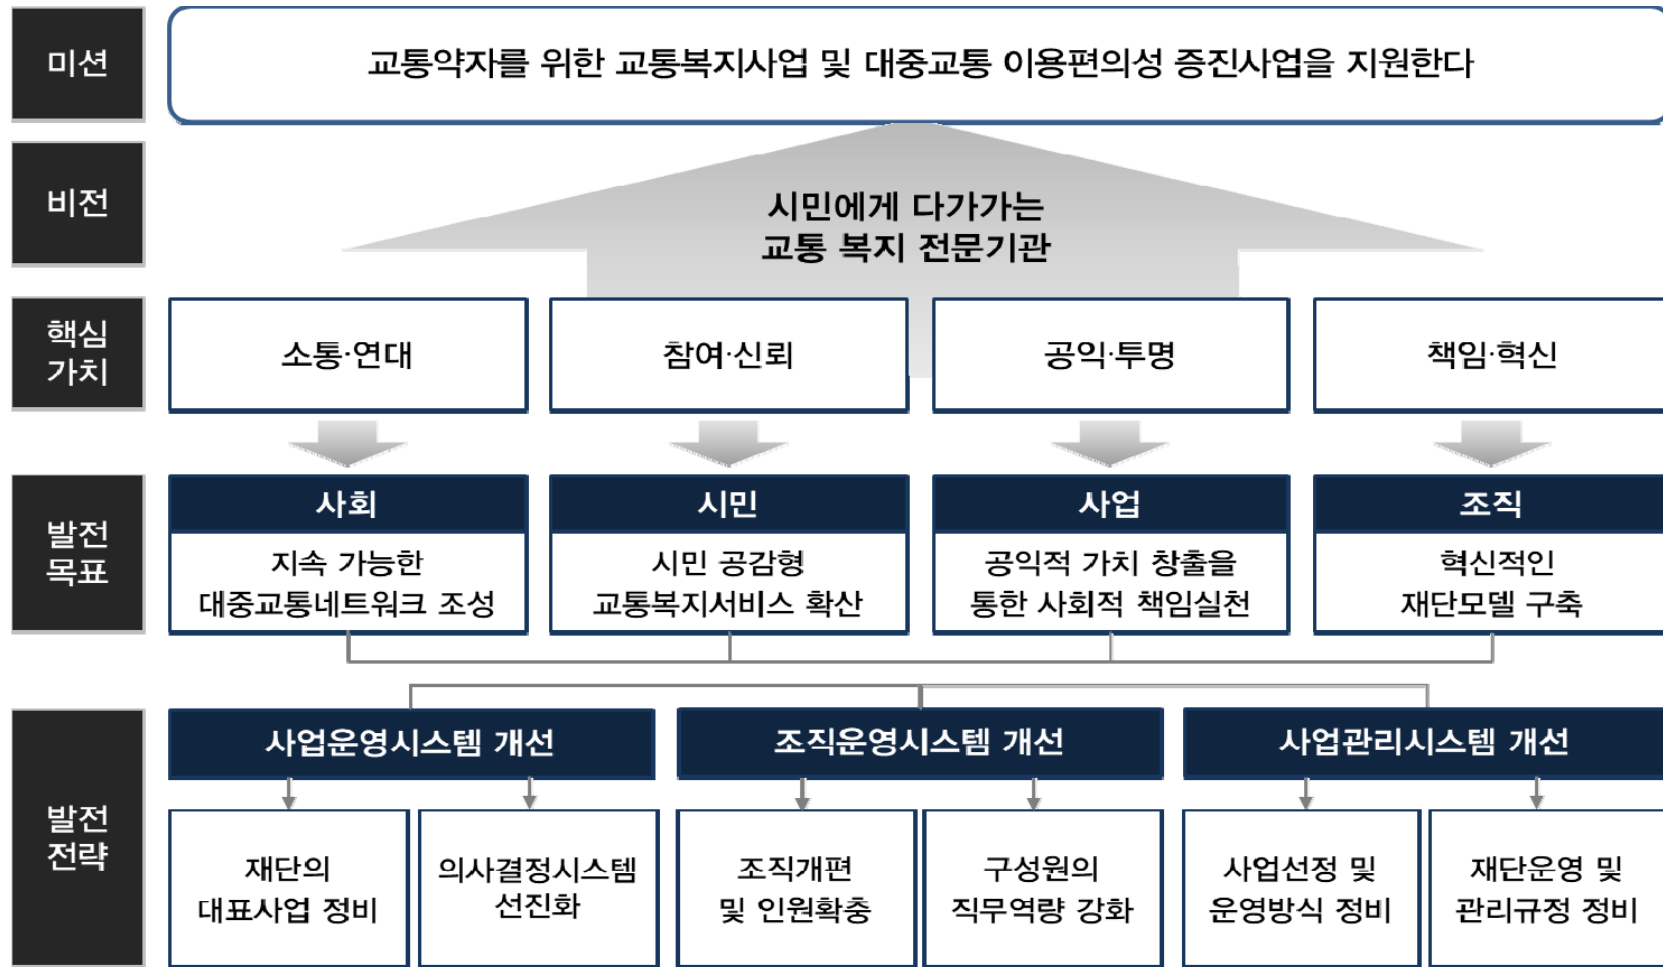 미션
교통약자를 위한 교통복지사업 및 대중교통 이용편의성 증진사업을 지원한다
비전
시민에게 다가가는
교통 복지 전문기관
핵심
가치
소통·연대
참여·신뢰
공익·투명
책임·혁신
발전
목표
사회
지속 가능한
대중교통네트워크 조성
시민
시민 공감형
교통복지서비스 확산
사업
공익적 가치 창출을
통한 사회적 책임실천
조직
혁신적인
재단모델 구축
발전
전략
사업운영시스템 개선
재단의
대표사업 정비
의사결정시스템
선진화
조직운영시스템 개선
조직개편
및 인원확충
구성원의
직무역량 강화
사업관리시스템 개선
사업선정 및
운영방식 정비
재단운영 및
관리규정 정비